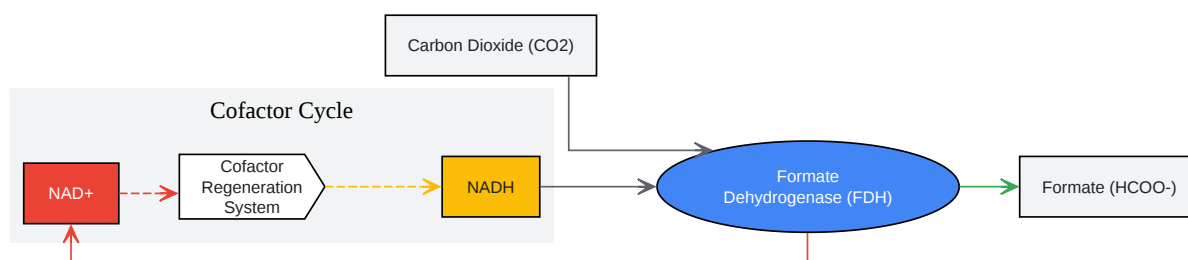 Carbon Dioxide (CO2)
Cofactor Cycle
NAD+
Cofactor
Regeneration
System
NADH
Formate
Dehydrogenase (FDH)
Formate (HCOO-)